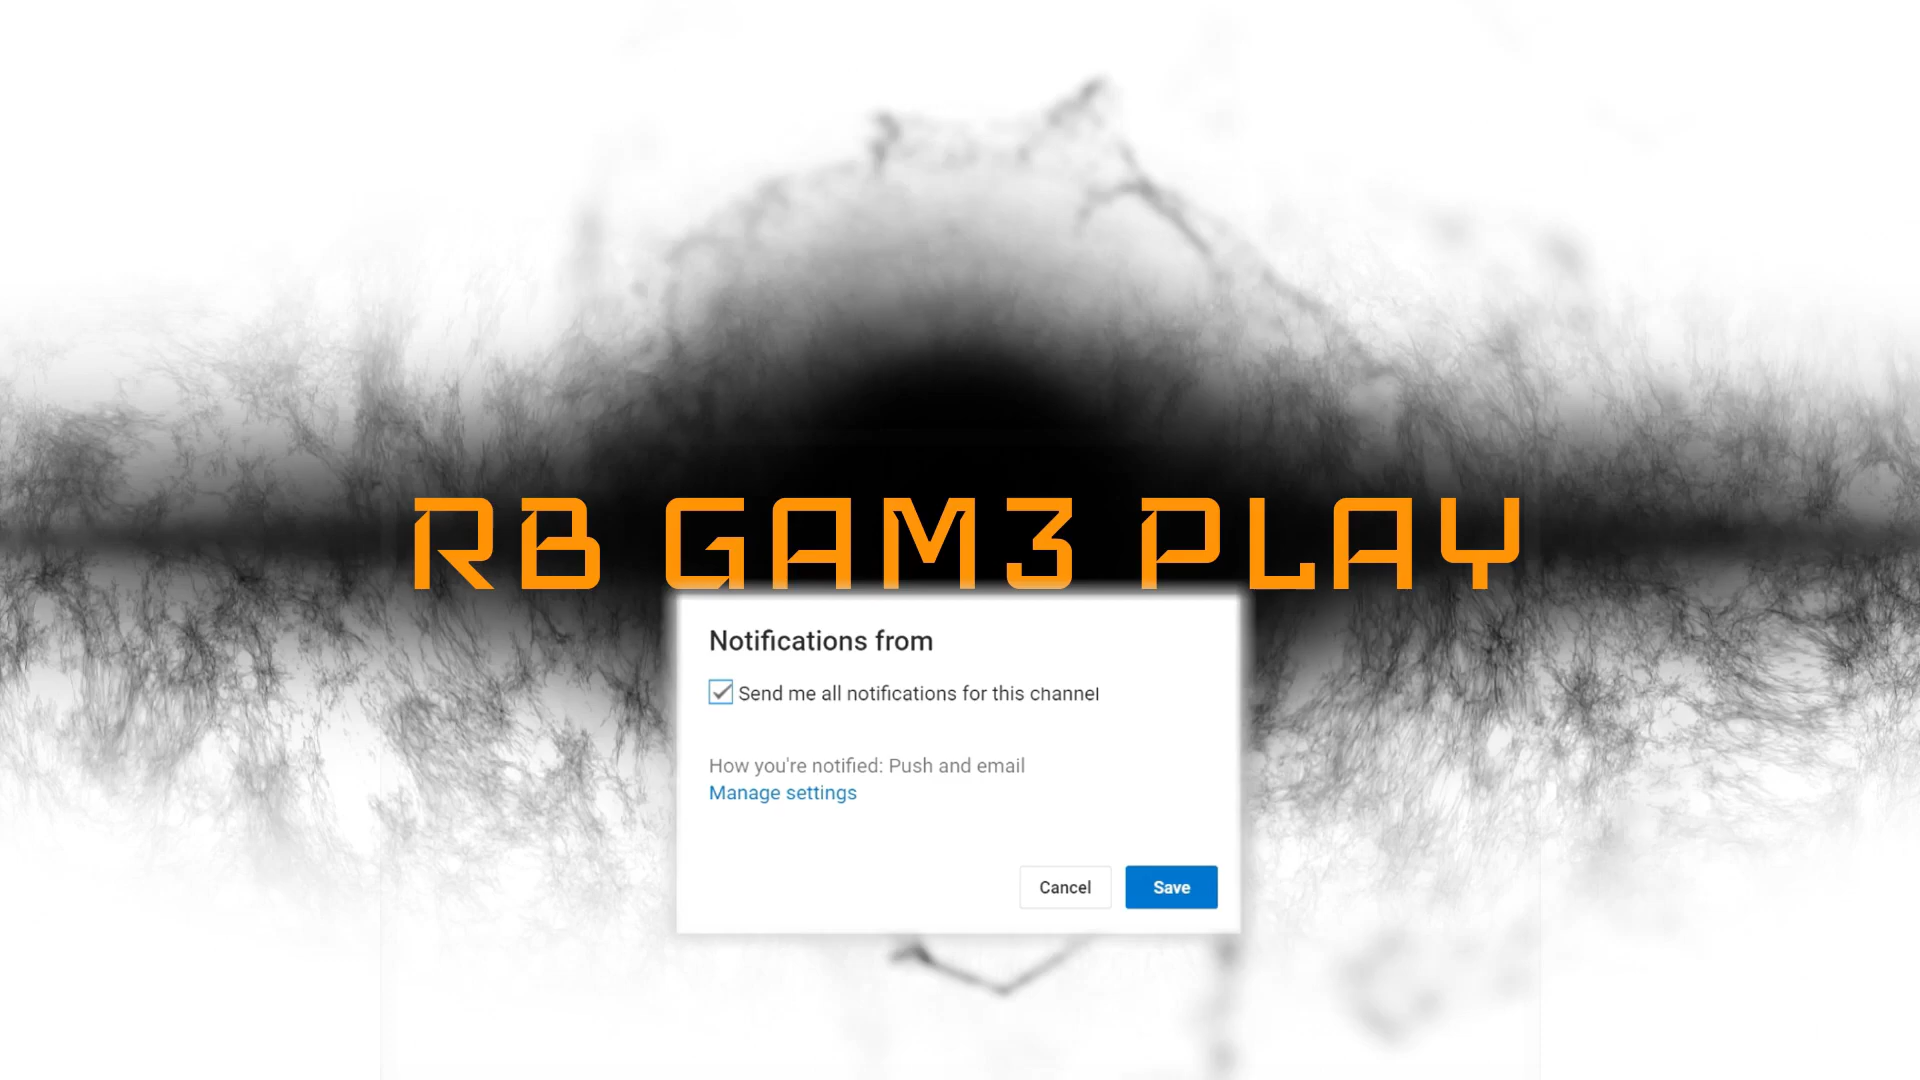 RB GAM3 PLAY
Notifications from
Send me all notifications for this channel
How you're notified: Push and email
Manage settings
Cancel Save